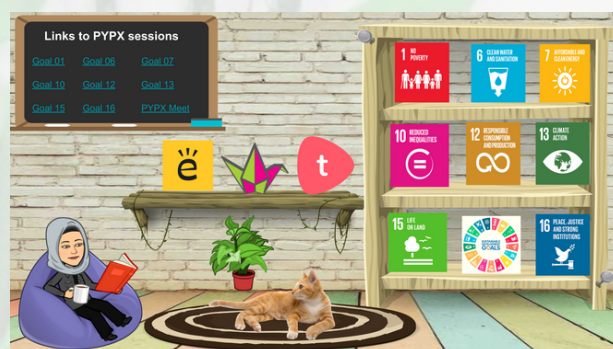 Links to PYPX sessions
Goal 01 Goal 06 Goal 07
Goal 10 Goal 12 Goal 13
Goal 15 Goal 16 PYPX Meet
ë
t
1 NO
POVERTY
6 CLEAN WATER
AND SANITATION
7 AFFORDABLE AND
CLEAN ENERGY
10 REDUCED
INEQUALITIES
12 RESPONSIBLE
CONSUMPTION
AND PRODUCTION
13 CLIMATE
ACTION
15 LIFE
ON LAND
GOALS
16 PEACE, JUSTICE
AND STRONG
INSTITUTIONS